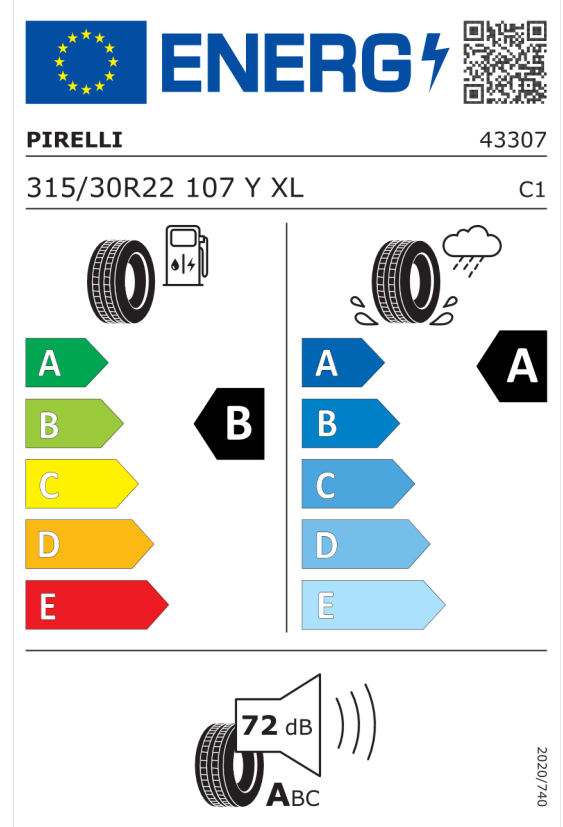 ENERG
PIRELLI 43307
315/30R22 107 Y XL C1
A A A
B B B
C C
D D
E E
72 dB
ABC
2020/740